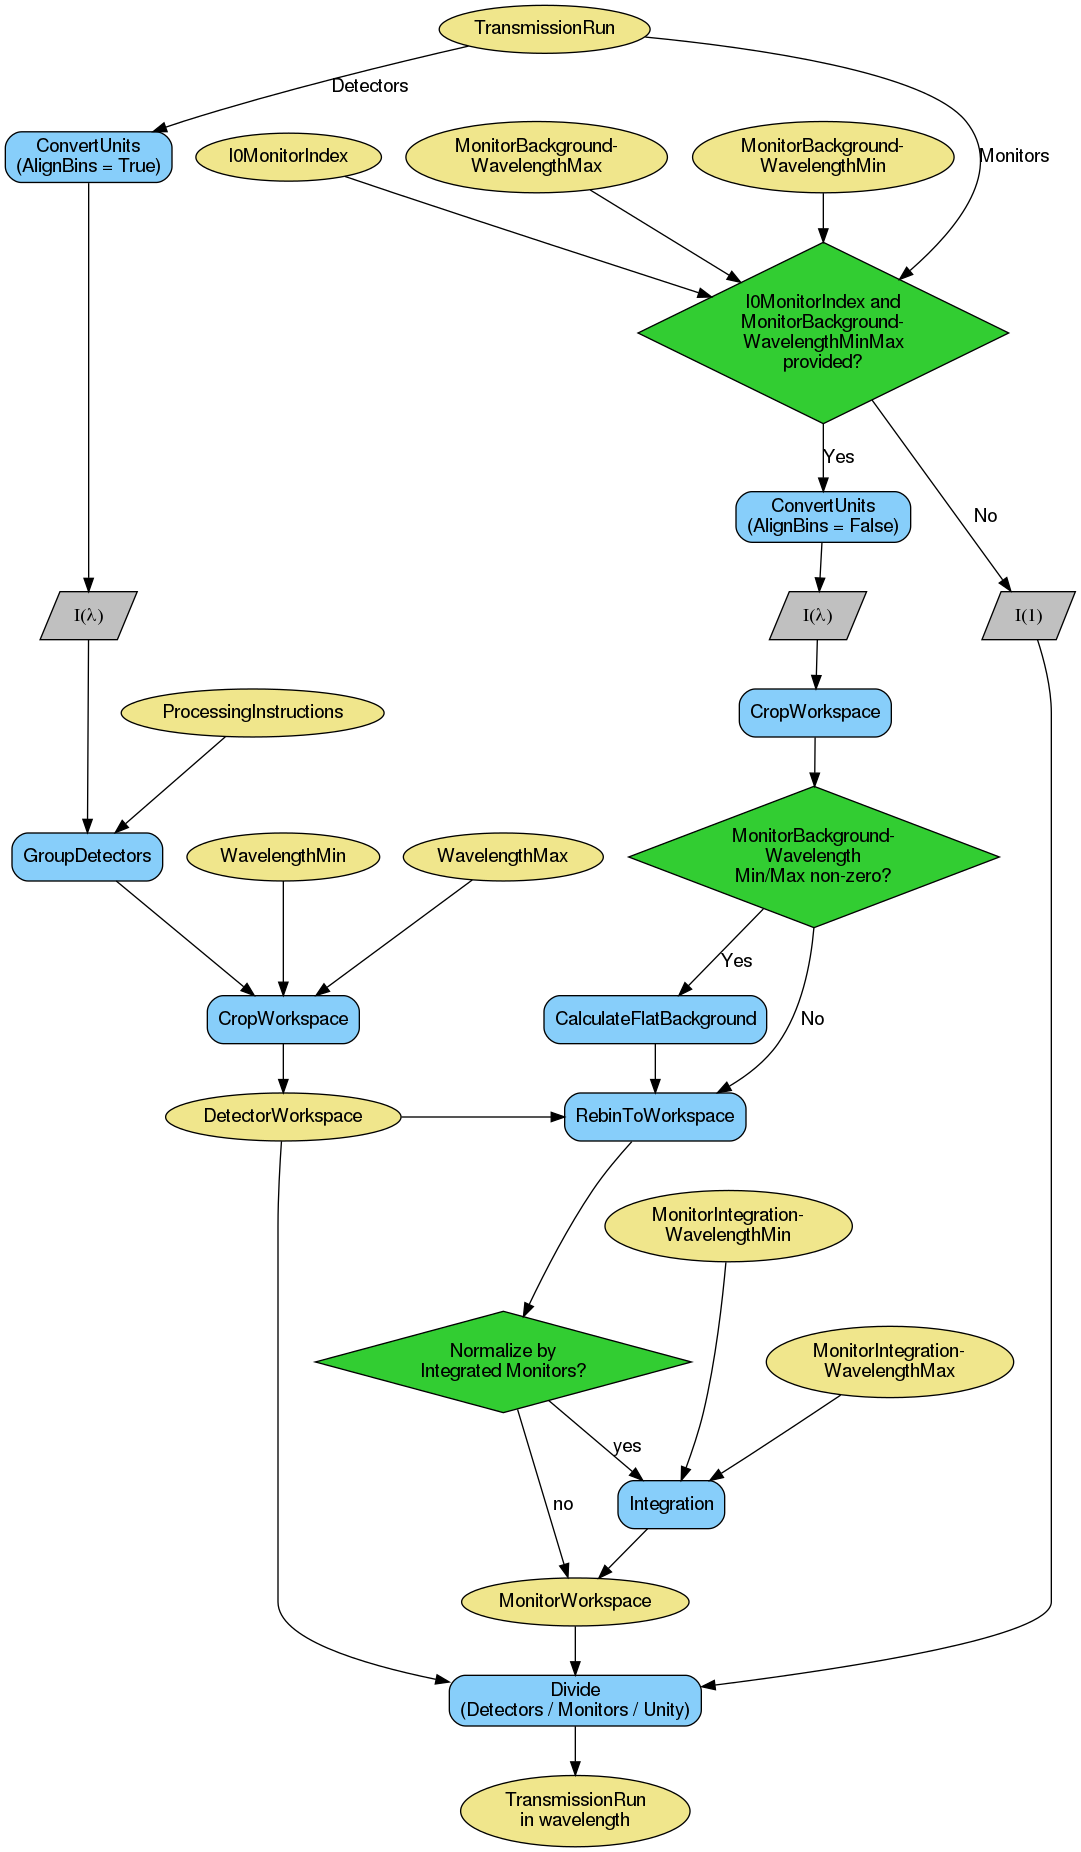 TransmissionRun
Detectors
ConvertUnits
(AlignBins = True)
I0MonitorIndex
MonitorBackground-
WavelengthMax
MonitorBackground-
WavelengthMin
Monitors
I0MonitorIndex and
MonitorBackground-
WavelengthMinMax
provided?
Yes
ConvertUnits
(AlignBins = False)
No
I(λ)
I(λ)
I(1)
ProcessingInstructions
CropWorkspace
GroupDetectors
WavelengthMin
WavelengthMax
MonitorBackground-
Wavelength
Min/Max non-zero?
Yes
No
CropWorkspace
CalculateFlatBackground
DetectorWorkspace
RebinToWorkspace
MonitorIntegration-
WavelengthMin
Normalize by
Integrated Monitors?
MonitorIntegration-
WavelengthMax
yes
no
Integration
MonitorWorkspace
Divide
(Detectors / Monitors / Unity)
TransmissionRun
in wavelength